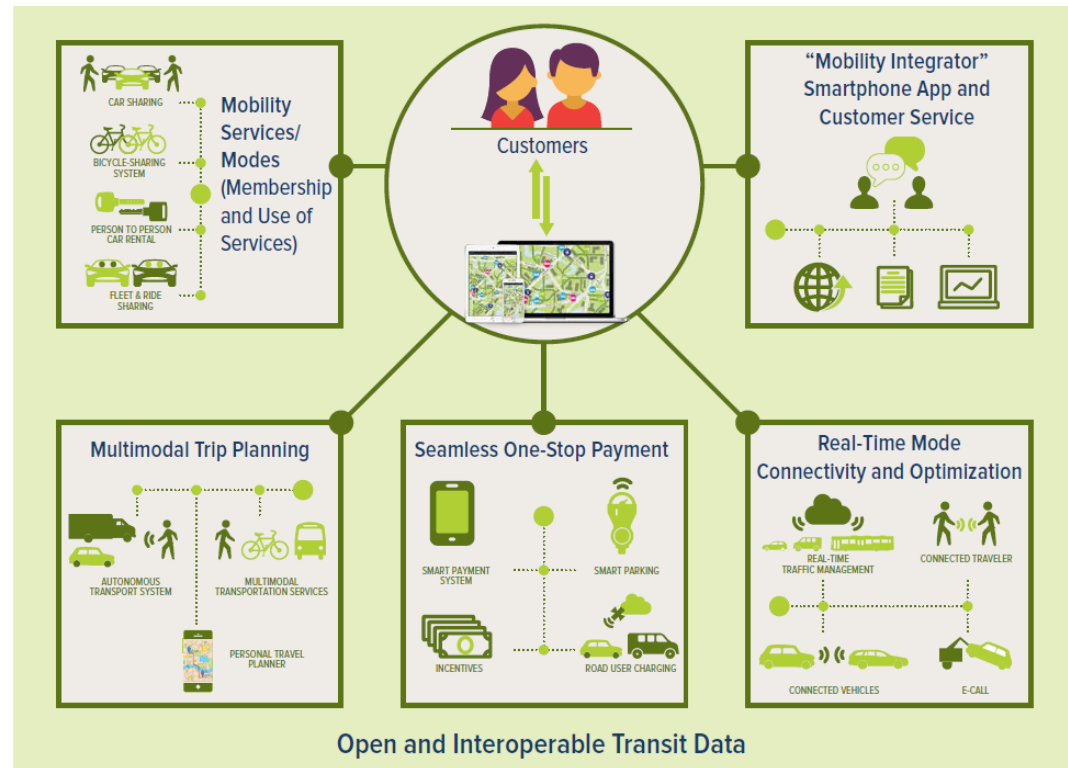 CAR SHARING
BICYCLE-SHARING
SYSTEM
PERSON TO PERSON
CAR RENTAL
FLEET & RIDE
SHARING
Mobility
Services/
Modes
(Membership
and Use of
Services)
Customers
“Mobility Integrator”
Smartphone App and
Customer Service
Multimodal Trip Planning
AUTONOMOUS
TRANSPORT SYSTEM
MULTIMODAL
TRANSPORTATION SERVICES
PERSONAL TRAVEL
PLANNER
Seamless One-Stop Payment
SMART PAYMENT
SYSTEM
SMART PARKING
INCENTIVES
ROAD USER CHARGING
Real-Time Mode
Connectivity and Optimization
REAL-TIME
TRAFFIC MANAGEMENT
CONNECTED TRAVELER
CONNECTED VEHICLES
E-CALL
Open and Interoperable Transit Data